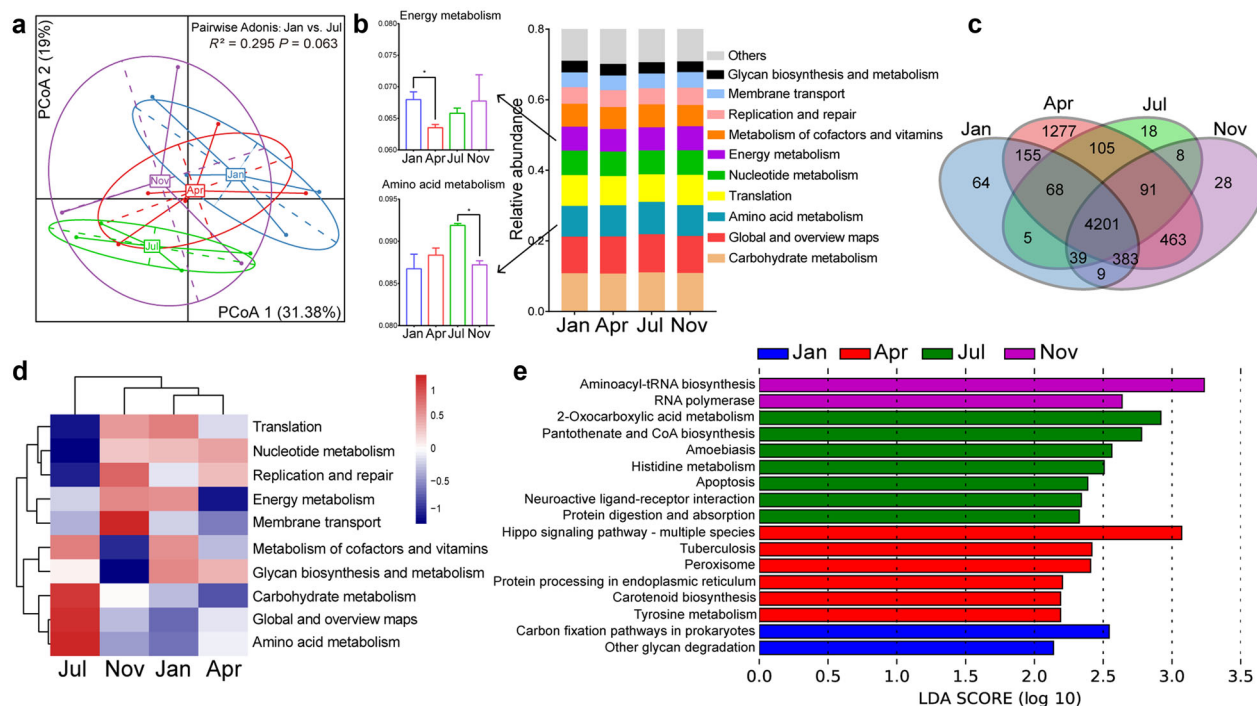 a
Pairwise Adonis: Jan vs. Jul
R² = 0.295 P = 0.063
PCoA 2 (19%)
Nov
Jan
Apr
Jul
PCoA 1 (31.38%)
b
Energy metabolism
0.080
0.075
0.070
0.065
0.060
*
Jan Apr Jul Nov
Amino acid metabolism
0.095
0.090
0.085
0.080
*
Jan Apr Jul Nov
Relative abundance
0.8
0.6
0.4
0.2
0.0
Jan Apr Jul Nov
Others
Glycan biosynthesis and metabolism
Membrane transport
Replication and repair
Metabolism of cofactors and vitamins
Energy metabolism
Nucleotide metabolism
Translation
Amino acid metabolism
Global and overview maps
Carbohydrate metabolism
c
Apr Jul
Jan Nov
1277 18
155 105 8
64 68 91 28
4201
5 463
39 383
9
d
1
0.5
0
-0.5
-1
Translation
Nucleotide metabolism
Replication and repair
Energy metabolism
Membrane transport
Metabolism of cofactors and vitamins
Glycan biosynthesis and metabolism
Carbohydrate metabolism
Global and overview maps
Amino acid metabolism
Jul Nov Jan Apr
e
Jan Apr Jul Nov
Aminoacyl-tRNA biosynthesis
RNA polymerase
2-Oxocarboxylic acid metabolism
Pantothenate and CoA biosynthesis
Amoebiasis
Histidine metabolism
Apoptosis
Neuroactive ligand-receptor interaction
Protein digestion and absorption
Hippo signaling pathway - multiple species
Tuberculosis
Peroxisome
Protein processing in endoplasmic reticulum
Carotenoid biosynthesis
Tyrosine metabolism
Carbon fixation pathways in prokaryotes
Other glycan degradation
0.0 0.5 1.0 1.5 2.0 2.5 3.0 3.5
LDA SCORE (log 10)